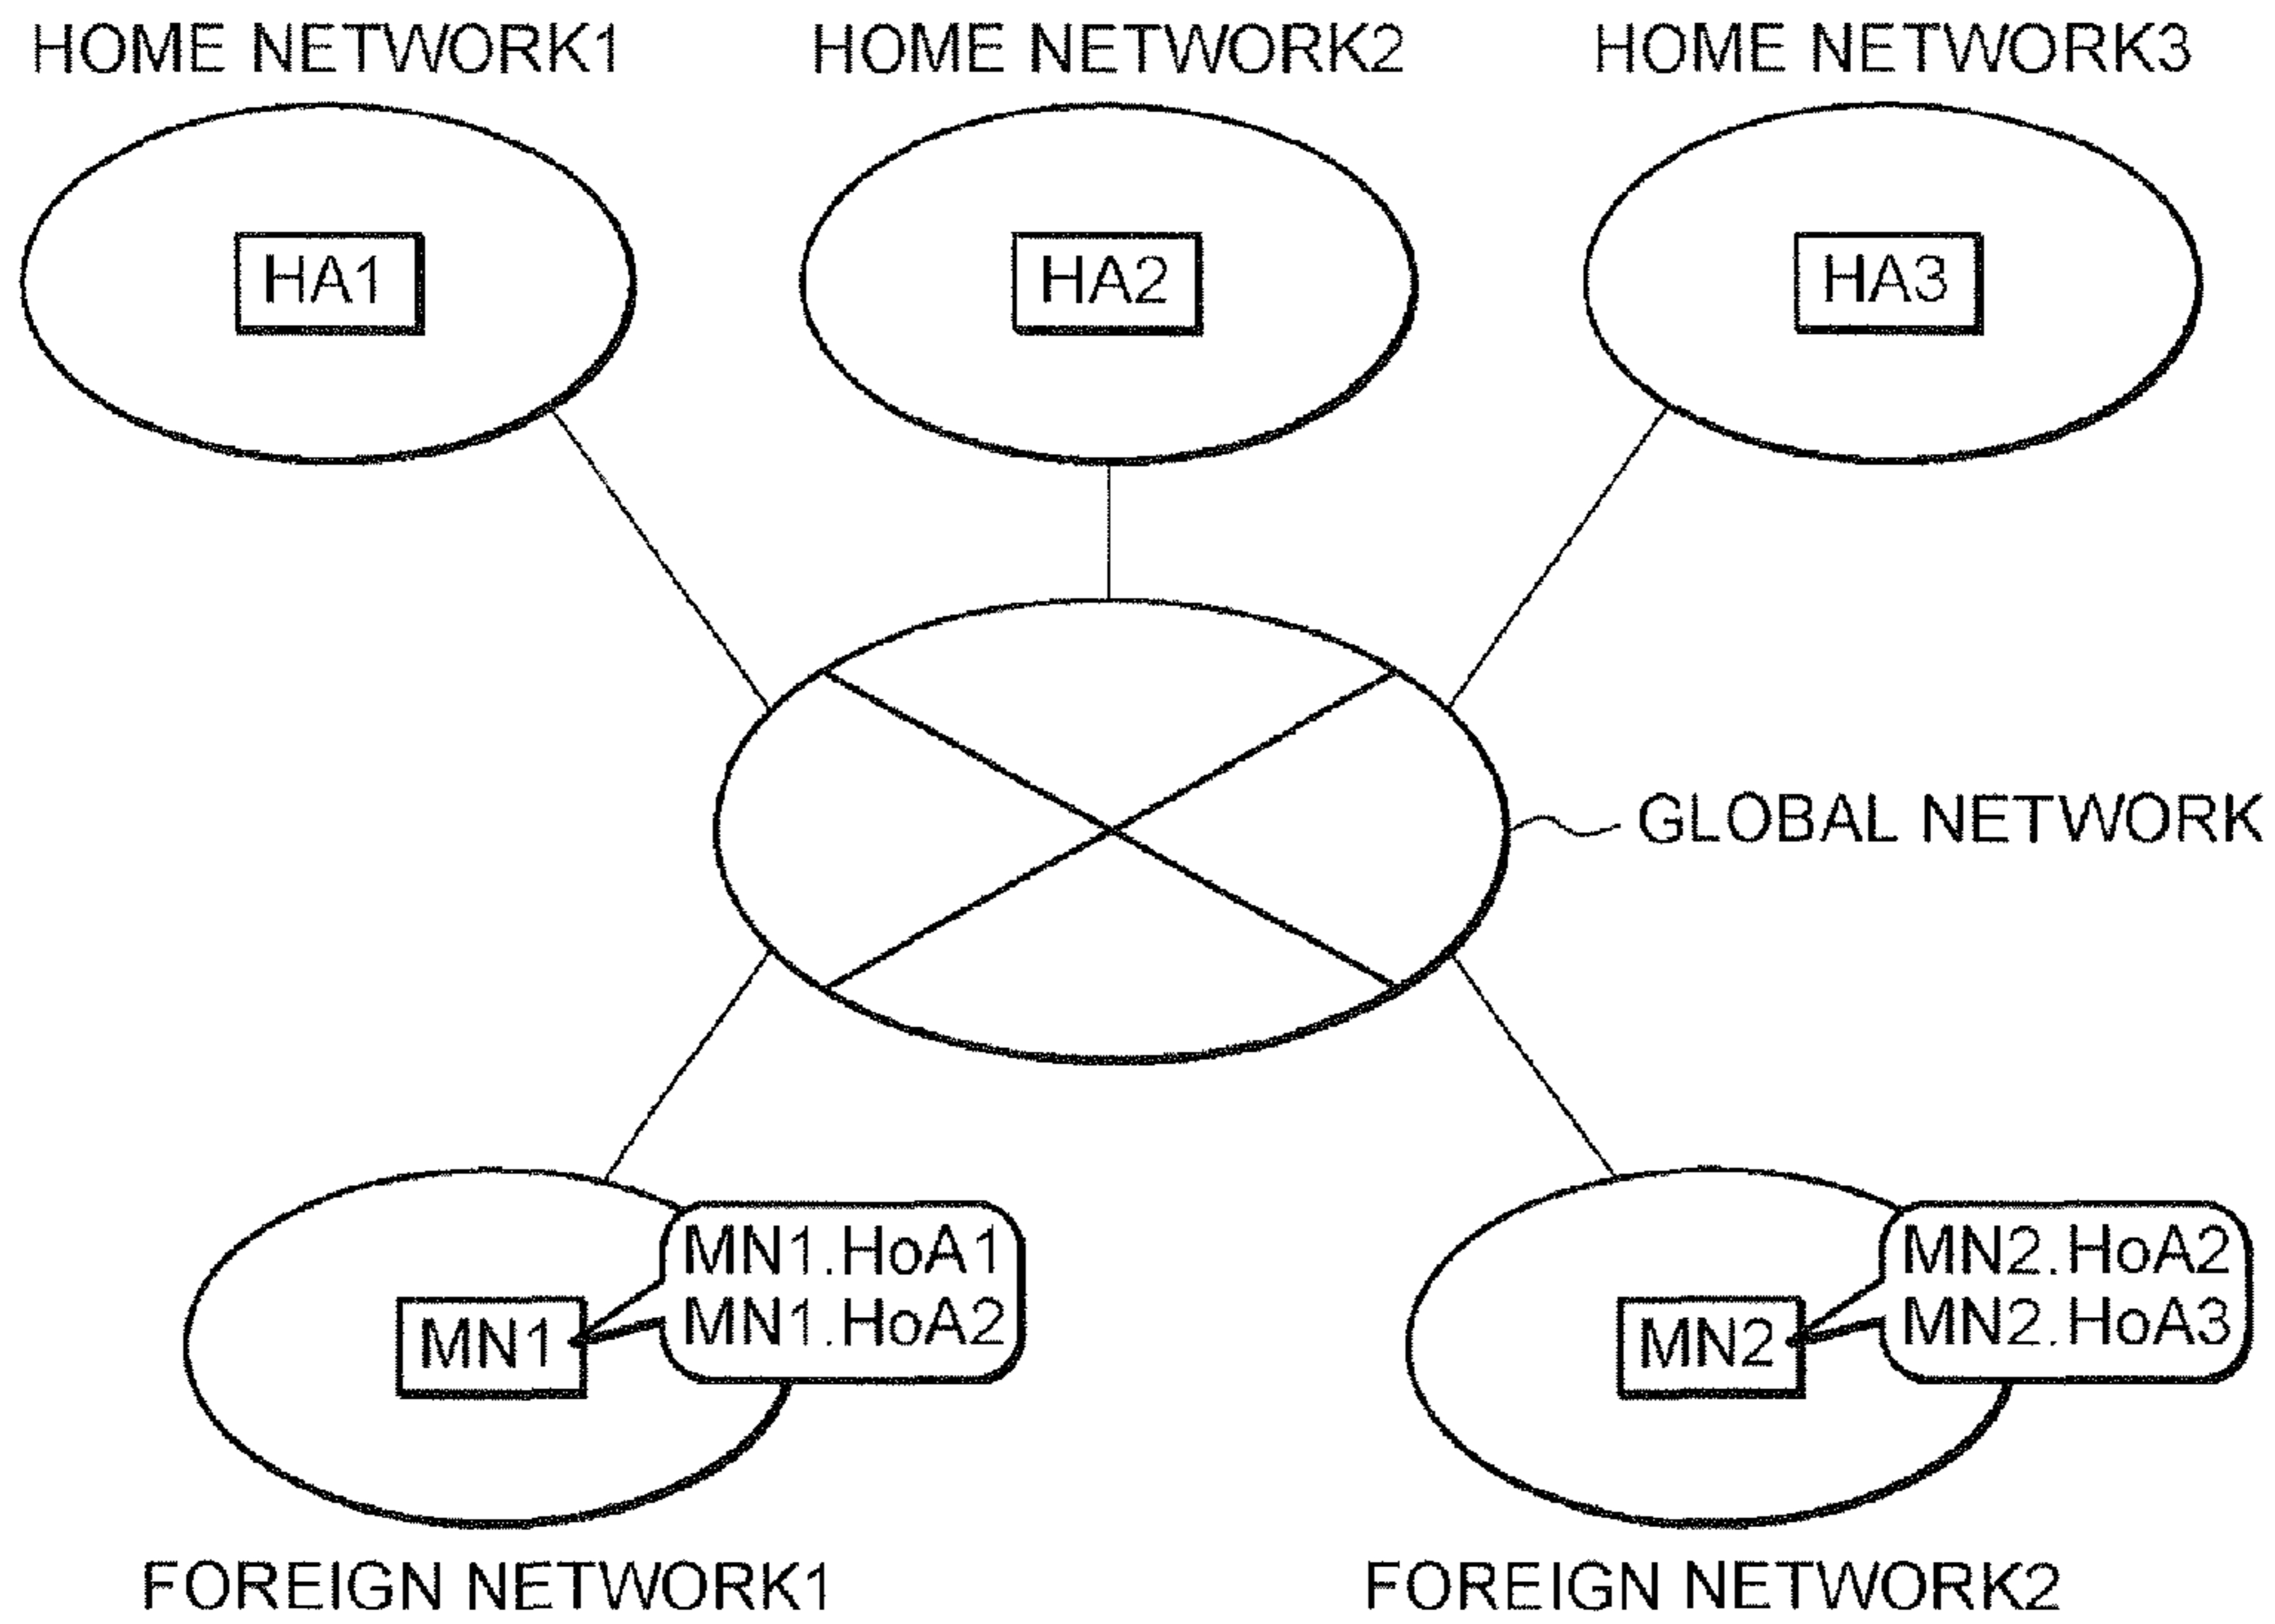 HOME NETWORK1
HOME NETWORK2
HOME NETWORK3
HA1
HA2
HA3
GLOBAL NETWORK
MN1.HoA1
MN1.HoA2
MN1
MN2.HoA2
MN2.HoA3
MN2
FOREIGN NETWORK1
FOREIGN NETWORK2